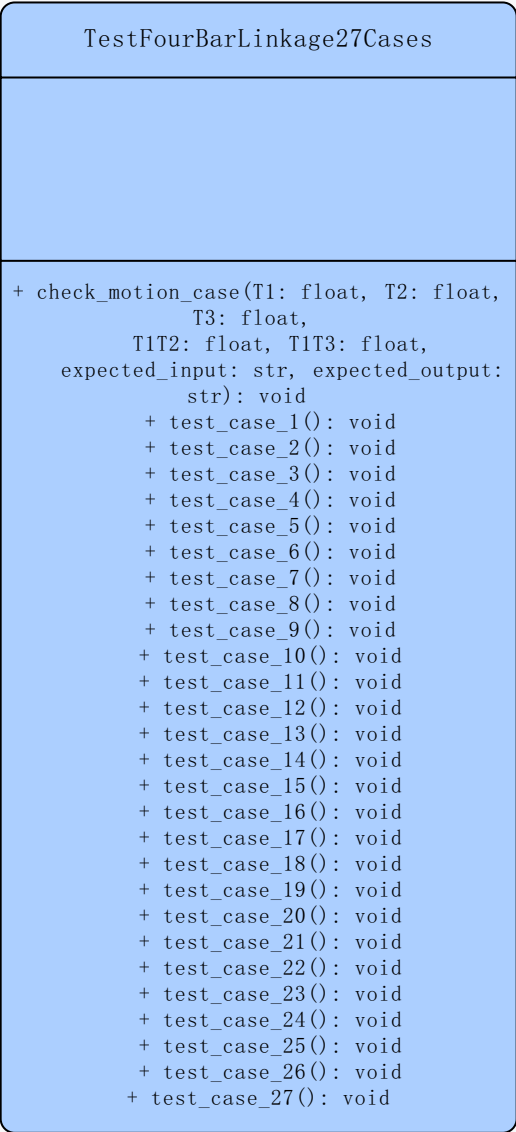 TestFourBarLinkage27Cases
+ check_motion_case(T1: float, T2: float,
T3: float,
T1T2: float, T1T3: float,
expected_input: str, expected_output:
str): void
+ test_case_1(): void
+ test_case_2(): void
+ test_case_3(): void
+ test_case_4(): void
+ test_case_5(): void
+ test_case_6(): void
+ test_case_7(): void
+ test_case_8(): void
+ test_case_9(): void
+ test_case_10(): void
+ test_case_11(): void
+ test_case_12(): void
+ test_case_13(): void
+ test_case_14(): void
+ test_case_15(): void
+ test_case_16(): void
+ test_case_17(): void
+ test_case_18(): void
+ test_case_19(): void
+ test_case_20(): void
+ test_case_21(): void
+ test_case_22(): void
+ test_case_23(): void
+ test_case_24(): void
+ test_case_25(): void
+ test_case_26(): void
+ test_case_27(): void